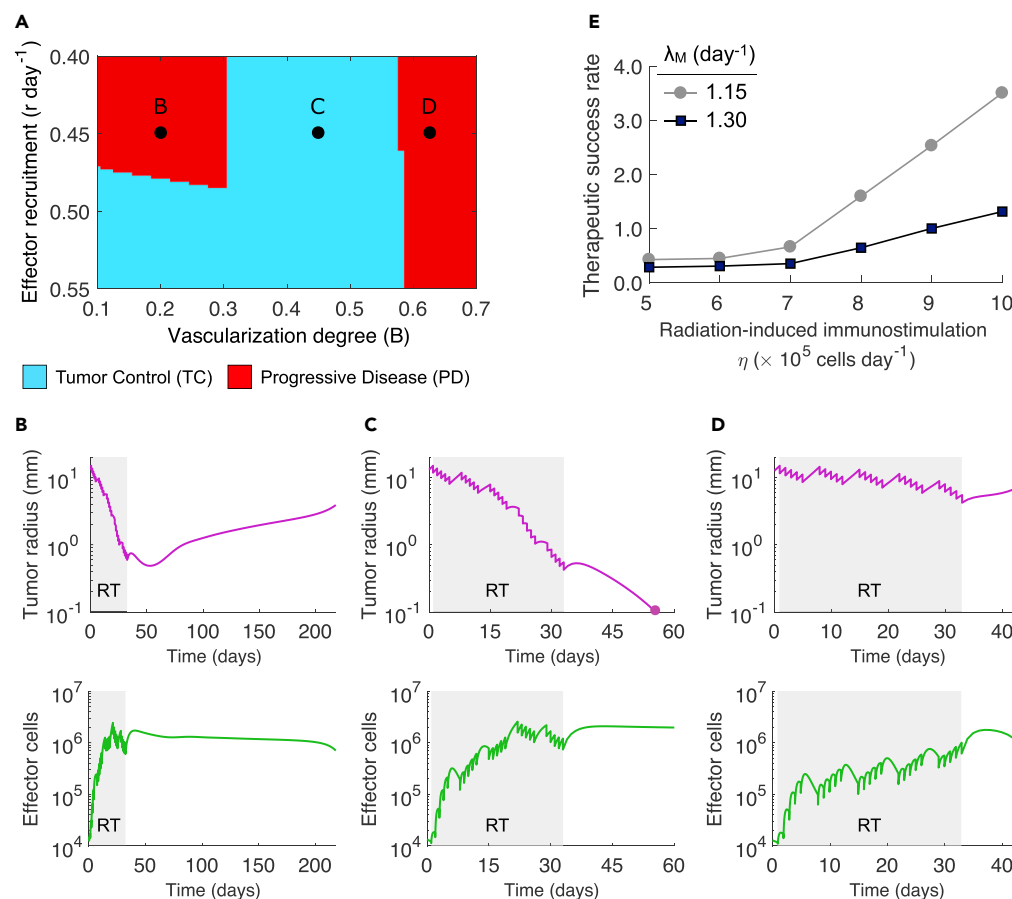 A
Effector recruitment (r day⁻¹)
0.40
0.45
0.50
0.55
B
C
D
0.1 0.2 0.3 0.4 0.5 0.6 0.7
Vascularization degree (B)
Tumor Control (TC)
Progressive Disease (PD)
E
Therapeutic success rate
λM (day⁻¹)
1.15
1.30
4.0
3.0
2.0
1.0
0.0
5 6 7 8 9 10
Radiation-induced immunostimulation
η (× 10⁵ cells day⁻¹)
B
Tumor radius (mm)
10¹
10⁰
10⁻¹
RT
0 50 100 150 200
Time (days)
Effector cells
10⁷
10⁶
10⁵
10⁴
RT
0 50 100 150 200
Time (days)
C
Tumor radius (mm)
10¹
10⁰
10⁻¹
RT
0 15 30 45 60
Time (days)
Effector cells
10⁷
10⁶
10⁵
10⁴
RT
0 15 30 45 60
Time (days)
D
Tumor radius (mm)
10¹
10⁰
10⁻¹
RT
0 10 20 30 40
Time (days)
Effector cells
10⁷
10⁶
10⁵
10⁴
RT
0 10 20 30 40
Time (days)